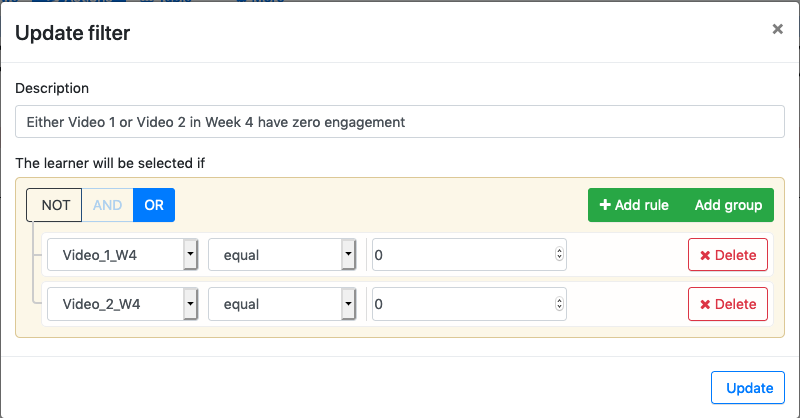 Update filter ×
Description
Either Video 1 or Video 2 in Week 4 have zero engagement
The learner will be selected if
NOT AND OR + Add rule Add group
Video_1_W4 equal 0 × Delete
Video_2_W4 equal 0 × Delete
Update